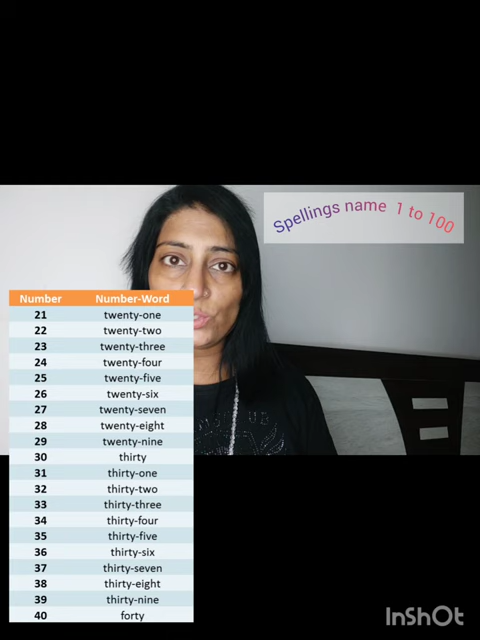 Spellings name 1 to 100
Number Number-Word
21 twenty-one
22 twenty-two
23 twenty-three
24 twenty-four
25 twenty-five
26 twenty-six
27 twenty-seven
28 twenty-eight
29 twenty-nine
30 thirty
31 thirty-one
32 thirty-two
33 thirty-three
34 thirty-four
35 thirty-five
36 thirty-six
37 thirty-seven
38 thirty-eight
39 thirty-nine
40 forty
InShOt